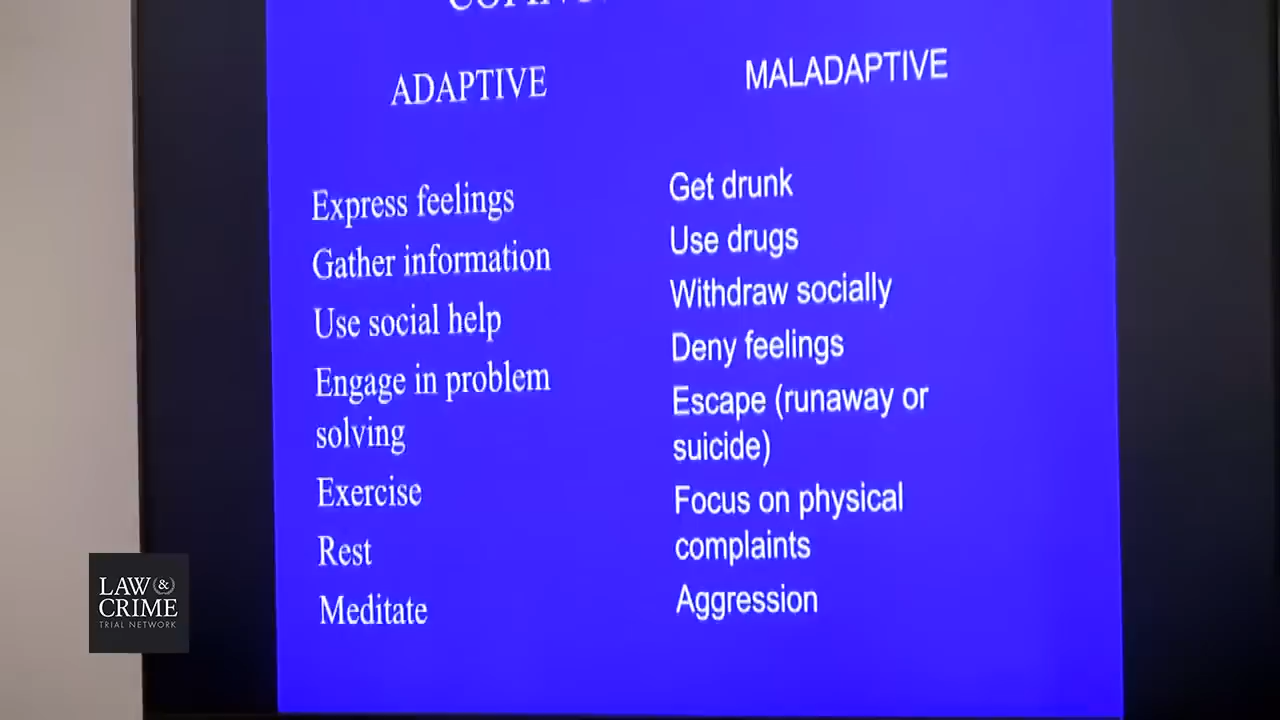 COPING
ADAPTIVE
MALADAPTIVE
Express feelings
Gather information
Use social help
Engage in problem
solving
Exercise
Rest
Meditate
Get drunk
Use drugs
Withdraw socially
Deny feelings
Escape (runaway or
suicide)
Focus on physical
complaints
Aggression
LAW &
CRIME
TRIAL NETWORK